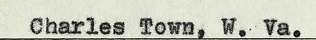 Charles Town, W. Va.